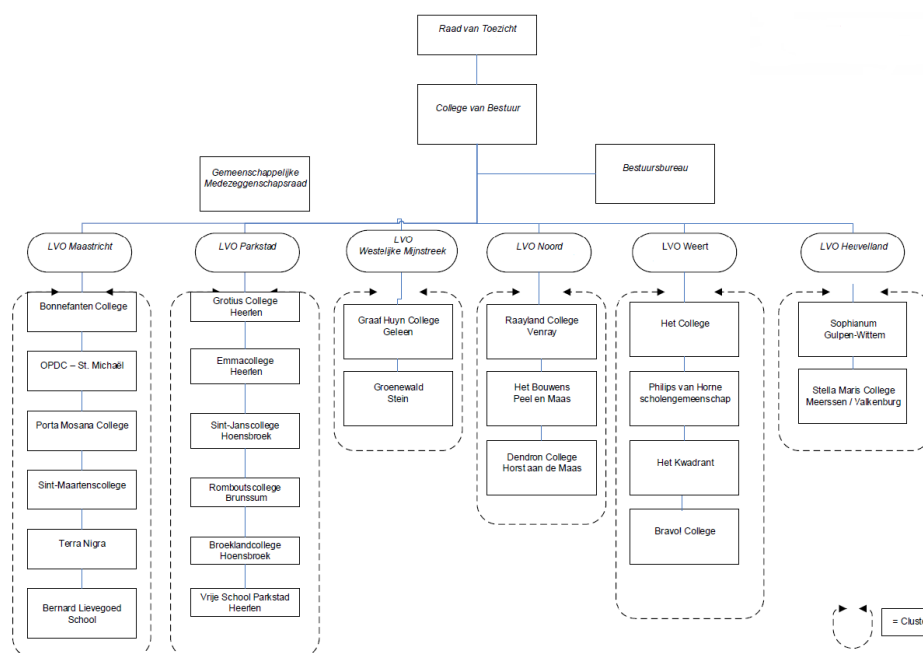 Raad van Toezicht
College van Bestuur
Gemeenschappelijke
Medezeggenschapsraad
Bestuursbureau
LVO Maastricht
LVO Parkstad
LVO
Westelijke Mijnstreek
LVO Noord
LVO Weert
LVO Heuvelland
Bonnefanten College
OPDC – St. Michaël
Porta Mosana College
Sint-Maartenscollege
Terra Nigra
Bernard Lievegoed
School
Grotius College
Heerlen
Emmacollege
Heerlen
Sint-Janscollege
Hoensbroek
Romboutscollege
Brunssum
Broeklandcollege
Hoensbroek
Vrije School Parkstad
Heerlen
Graaf Huyn College
Geleen
Groenewald
Stein
Raayland College
Venray
Het Bouwens
Peel en Maas
Dendron College
Horst aan de Maas
Het College
Philips van Horne
scholengemeenschap
Het Kwadrant
Bravo! College
Sophianum
Gulpen-Wittem
Stella Maris College
Meerssen / Valkenburg
= Cluster